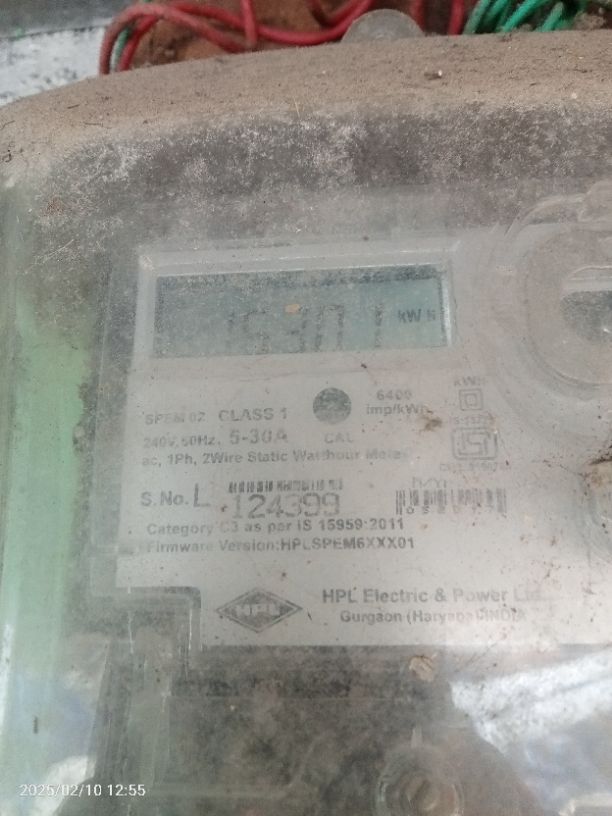 kWh
SPEM 02 CLASS 1
6400
imp/kWh
KWH
240V, 50Hz, 5-30A CAL
ac, 1Ph, 2Wire Static Watthour Meter
S.No. L 124399
Category C3 as per IS 15959:2011
Firmware Version:HPLSPEM6XXX01
HPL
HPL Electric & Power Ltd.
Gurgaon (Haryana) INDIA
2025/02/10 12:55